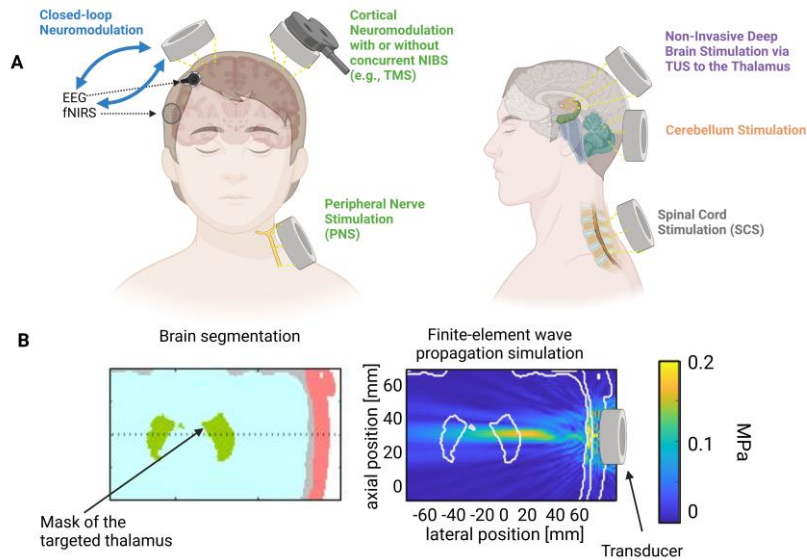 A
Closed-loop
Neuromodulation
EEG
fNIRS
Cortical
Neuromodulation
with or without
concurrent NIBS
(e.g., TMS)
Peripheral Nerve
Stimulation
(PNS)
Non-Invasive Deep
Brain Stimulation via
TUS to the Thalamus
Cerebellum Stimulation
Spinal Cord
Stimulation (SCS)
B
Brain segmentation
Mask of the
targeted thalamus
Finite-element wave
propagation simulation
axial position [mm]
60
40
20
0
-60 -40 -20 0 20 40 60
lateral position [mm]
0.2
0.1
0
MPa
Transducer